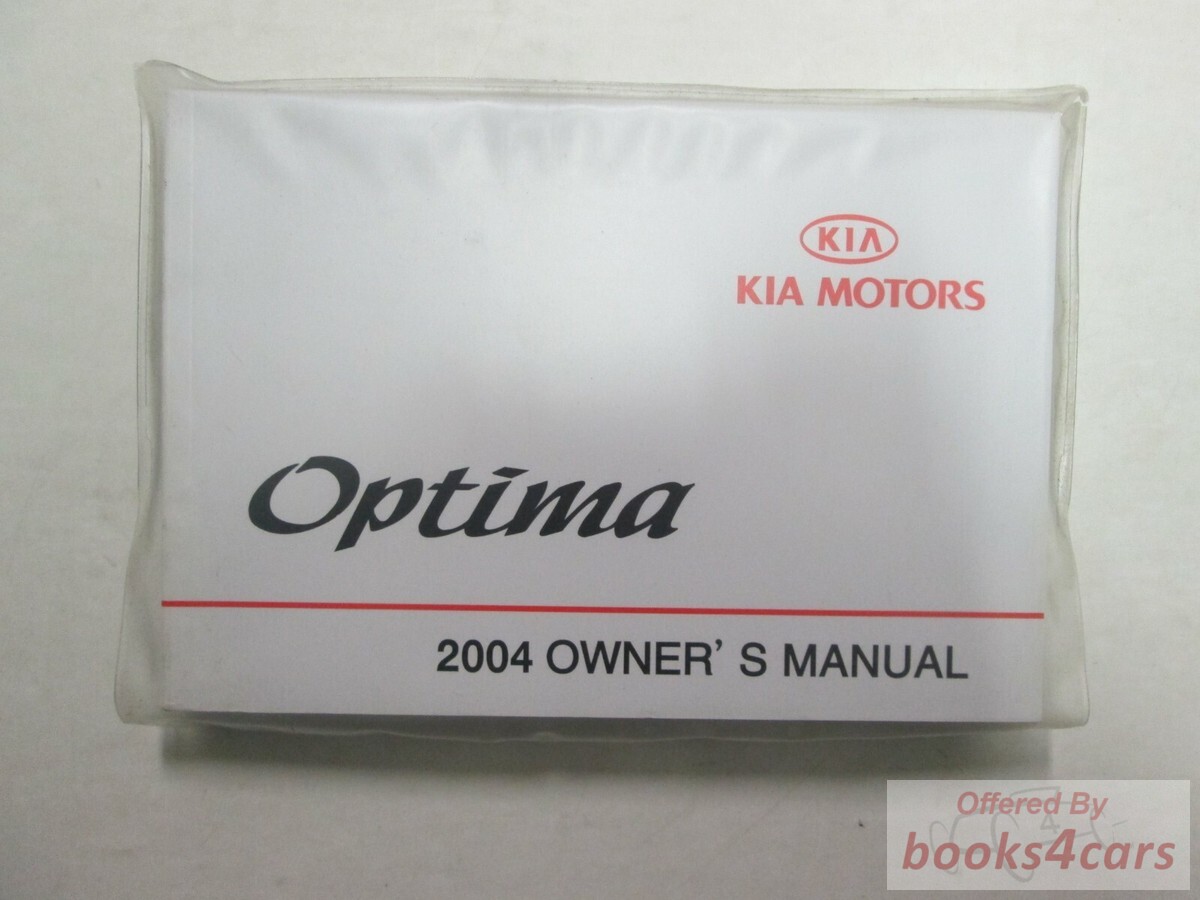 KIA
KIA MOTORS
Optima
2004 OWNER' S MANUAL
Offered By
books4cars